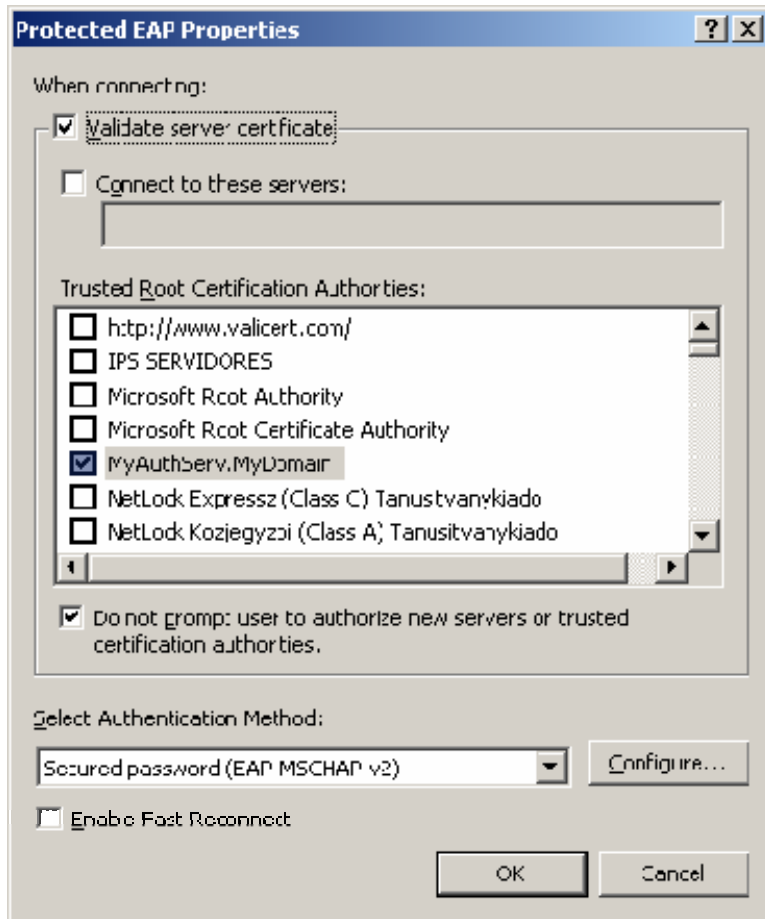 Protected EAP Properties
When connecting:
Validate server certificate
Connect to these servers:
Trusted Root Certification Authorities:
http://www.valicert.com/
IPS SERVIDORES
Microsoft Root Authority
Microsoft Root Certificate Authority
MyAuthServ.MyDomain
NetLock Expressz (Class C) Tanusitvanykiado
NetLock Kozjegyzoi (Class A) Tanusitvanykiado
Do not prompt user to authorize new servers or trusted
certification authorities.
Select Authentication Method:
Secured password (EAP MSCHAP v2)
Configure...
Enable Fast Reconnect
OK
Cancel